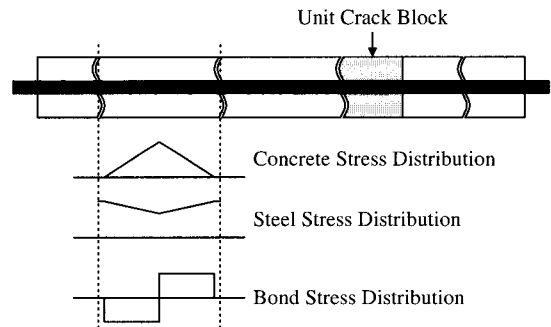 Unit Crack Block
Concrete Stress Distribution
Steel Stress Distribution
Bond Stress Distribution